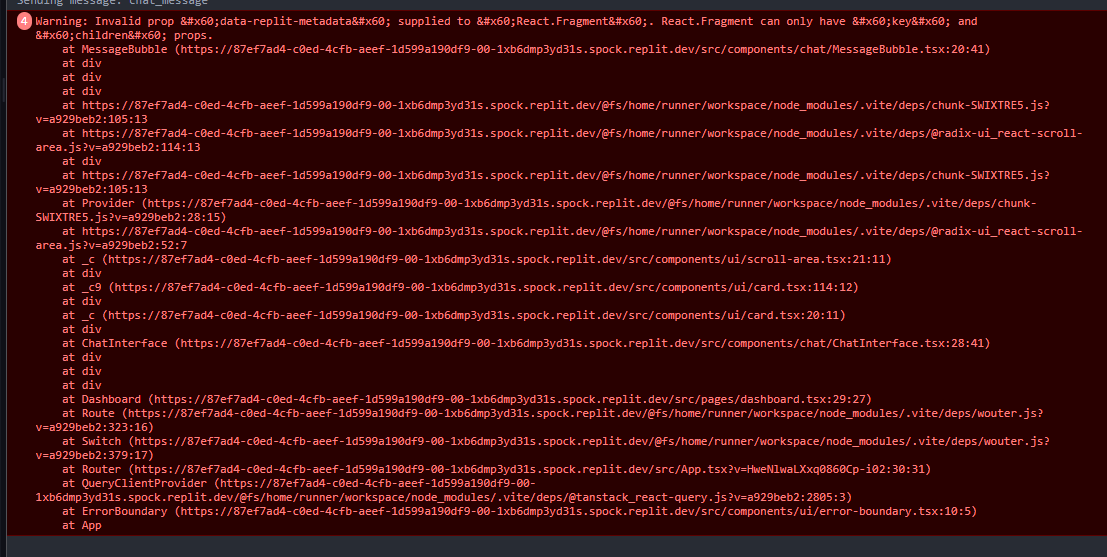 Sending message: chat_message
4 Warning: Invalid prop &#x60;data-replit-metadata&#x60; supplied to &#x60;React.Fragment&#x60;. React.Fragment can only have &#x60;key&#x60; and
&#x60;children&#x60; props.
at MessageBubble (https://87ef7ad4-c0ed-4cfb-aeef-1d599a190df9-00-1xb6dmp3yd31s.spock.replit.dev/src/components/chat/MessageBubble.tsx:20:41)
at div
at div
at div
at https://87ef7ad4-c0ed-4cfb-aeef-1d599a190df9-00-1xb6dmp3yd31s.spock.replit.dev/@fs/home/runner/workspace/node_modules/.vite/deps/chunk-SWIXTRE5.js?
v=a929beb2:105:13
at https://87ef7ad4-c0ed-4cfb-aeef-1d599a190df9-00-1xb6dmp3yd31s.spock.replit.dev/@fs/home/runner/workspace/node_modules/.vite/deps/@radix-ui_react-scroll-
area.js?v=a929beb2:114:13
at div
at https://87ef7ad4-c0ed-4cfb-aeef-1d599a190df9-00-1xb6dmp3yd31s.spock.replit.dev/@fs/home/runner/workspace/node_modules/.vite/deps/chunk-SWIXTRE5.js?
v=a929beb2:105:13
at Provider (https://87ef7ad4-c0ed-4cfb-aeef-1d599a190df9-00-1xb6dmp3yd31s.spock.replit.dev/@fs/home/runner/workspace/node_modules/.vite/deps/chunk-
SWIXTRE5.js?v=a929beb2:28:15)
at https://87ef7ad4-c0ed-4cfb-aeef-1d599a190df9-00-1xb6dmp3yd31s.spock.replit.dev/@fs/home/runner/workspace/node_modules/.vite/deps/@radix-ui_react-scroll-
area.js?v=a929beb2:52:7
at _c (https://87ef7ad4-c0ed-4cfb-aeef-1d599a190df9-00-1xb6dmp3yd31s.spock.replit.dev/src/components/ui/scroll-area.tsx:21:11)
at div
at _c9 (https://87ef7ad4-c0ed-4cfb-aeef-1d599a190df9-00-1xb6dmp3yd31s.spock.replit.dev/src/components/ui/card.tsx:114:12)
at div
at _c (https://87ef7ad4-c0ed-4cfb-aeef-1d599a190df9-00-1xb6dmp3yd31s.spock.replit.dev/src/components/ui/card.tsx:20:11)
at div
at ChatInterface (https://87ef7ad4-c0ed-4cfb-aeef-1d599a190df9-00-1xb6dmp3yd31s.spock.replit.dev/src/components/chat/ChatInterface.tsx:28:41)
at div
at div
at div
at Dashboard (https://87ef7ad4-c0ed-4cfb-aeef-1d599a190df9-00-1xb6dmp3yd31s.spock.replit.dev/src/pages/dashboard.tsx:29:27)
at Route (https://87ef7ad4-c0ed-4cfb-aeef-1d599a190df9-00-1xb6dmp3yd31s.spock.replit.dev/@fs/home/runner/workspace/node_modules/.vite/deps/wouter.js?
v=a929beb2:323:16)
at Switch (https://87ef7ad4-c0ed-4cfb-aeef-1d599a190df9-00-1xb6dmp3yd31s.spock.replit.dev/@fs/home/runner/workspace/node_modules/.vite/deps/wouter.js?
v=a929beb2:379:17)
at Router (https://87ef7ad4-c0ed-4cfb-aeef-1d599a190df9-00-1xb6dmp3yd31s.spock.replit.dev/src/App.tsx?v=HweNlwaLXxq0860Cp-i02:30:31)
at QueryClientProvider (https://87ef7ad4-c0ed-4cfb-aeef-1d599a190df9-00-
1xb6dmp3yd31s.spock.replit.dev/@fs/home/runner/workspace/node_modules/.vite/deps/@tanstack_react-query.js?v=a929beb2:2805:3)
at ErrorBoundary (https://87ef7ad4-c0ed-4cfb-aeef-1d599a190df9-00-1xb6dmp3yd31s.spock.replit.dev/src/components/ui/error-boundary.tsx:10:5)
at App